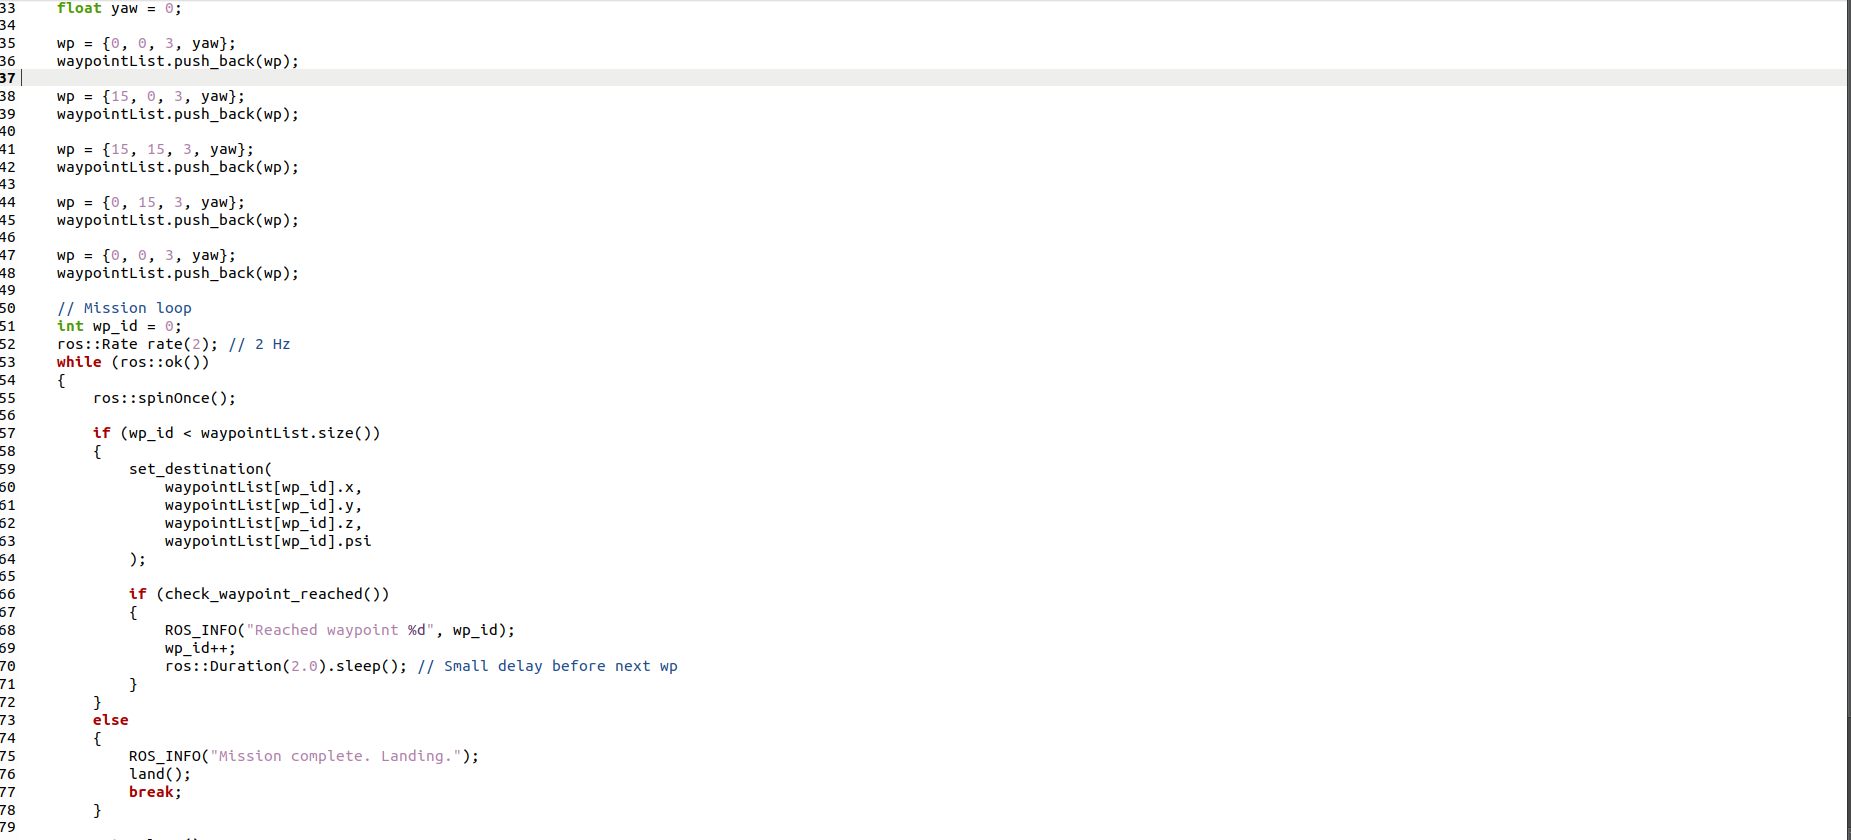 33    float yaw = 0;
34
35    wp = {0, 0, 3, yaw};
36    waypointList.push_back(wp);
37
38    wp = {15, 0, 3, yaw};
39    waypointList.push_back(wp);
40
41    wp = {15, 15, 3, yaw};
42    waypointList.push_back(wp);
43
44    wp = {0, 15, 3, yaw};
45    waypointList.push_back(wp);
46
47    wp = {0, 0, 3, yaw};
48    waypointList.push_back(wp);
49
50    // Mission loop
51    int wp_id = 0;
52    ros::Rate rate(2); // 2 Hz
53    while (ros::ok())
54    {
55        ros::spinOnce();
56
57        if (wp_id < waypointList.size())
58        {
59            set_destination(
60                waypointList[wp_id].x,
61                waypointList[wp_id].y,
62                waypointList[wp_id].z,
63                waypointList[wp_id].psi
64            );
65
66            if (check_waypoint_reached())
67            {
68                ROS_INFO("Reached waypoint %d", wp_id);
69                wp_id++;
70                ros::Duration(2.0).sleep(); // Small delay before next wp
71            }
72        }
73        else
74        {
75            ROS_INFO("Mission complete. Landing.");
76            land();
77            break;
78        }
79